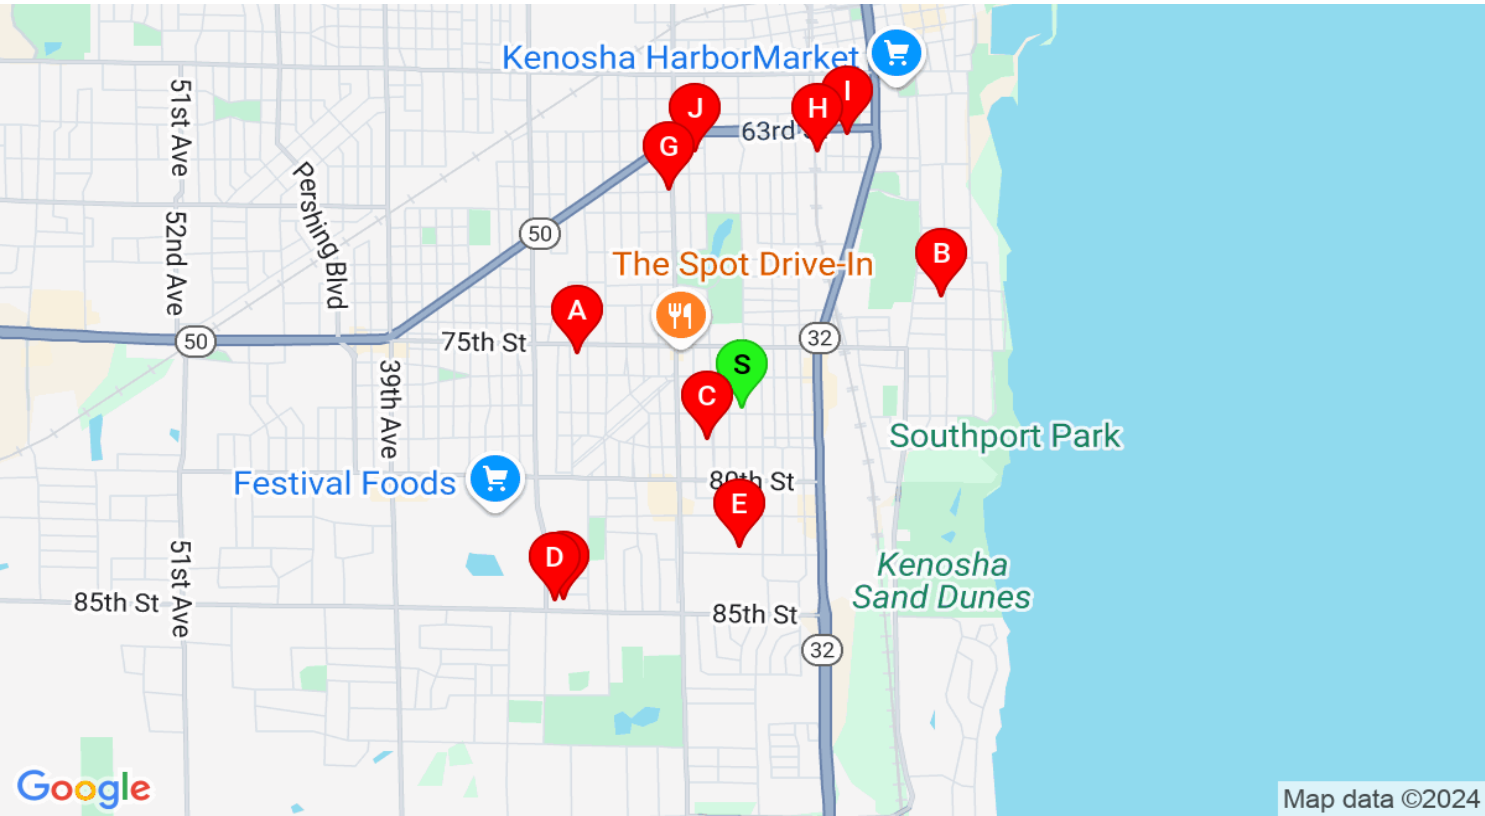 Kenosha HarborMarket
51st Ave
I
H
J
63rd
G
Pershing Blvd
52nd Ave
50
B
The Spot Drive-In
A
50
75th St
32
S
39th Ave
C
Southport Park
Festival Foods
80th St
E
D
51st Ave
Kenosha
Sand Dunes
85th St
85th St
32
Google
Map data ©2024